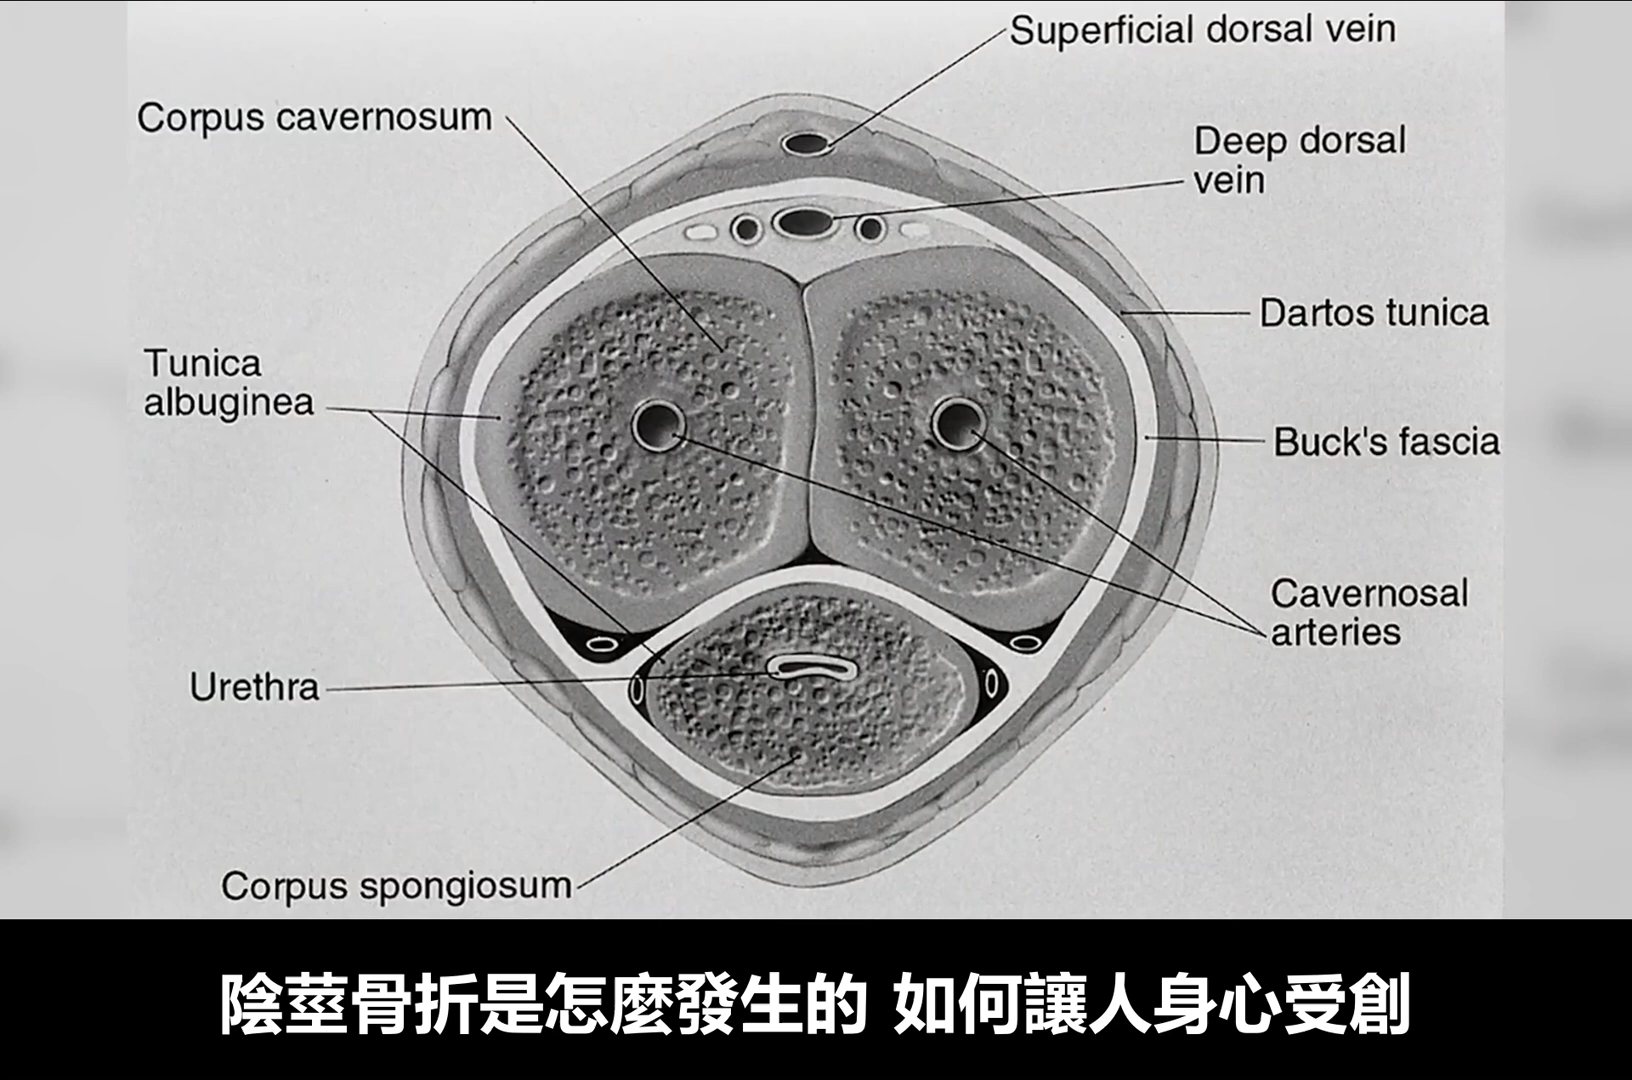 Superficial dorsal vein
Corpus cavernosum
Deep dorsal
vein
Dartos tunica
Tunica
albuginea
Buck's fascia
Cavernosal
arteries
Urethra
Corpus spongiosum
陰莖骨折是怎麼發生的 如何讓人身心受創